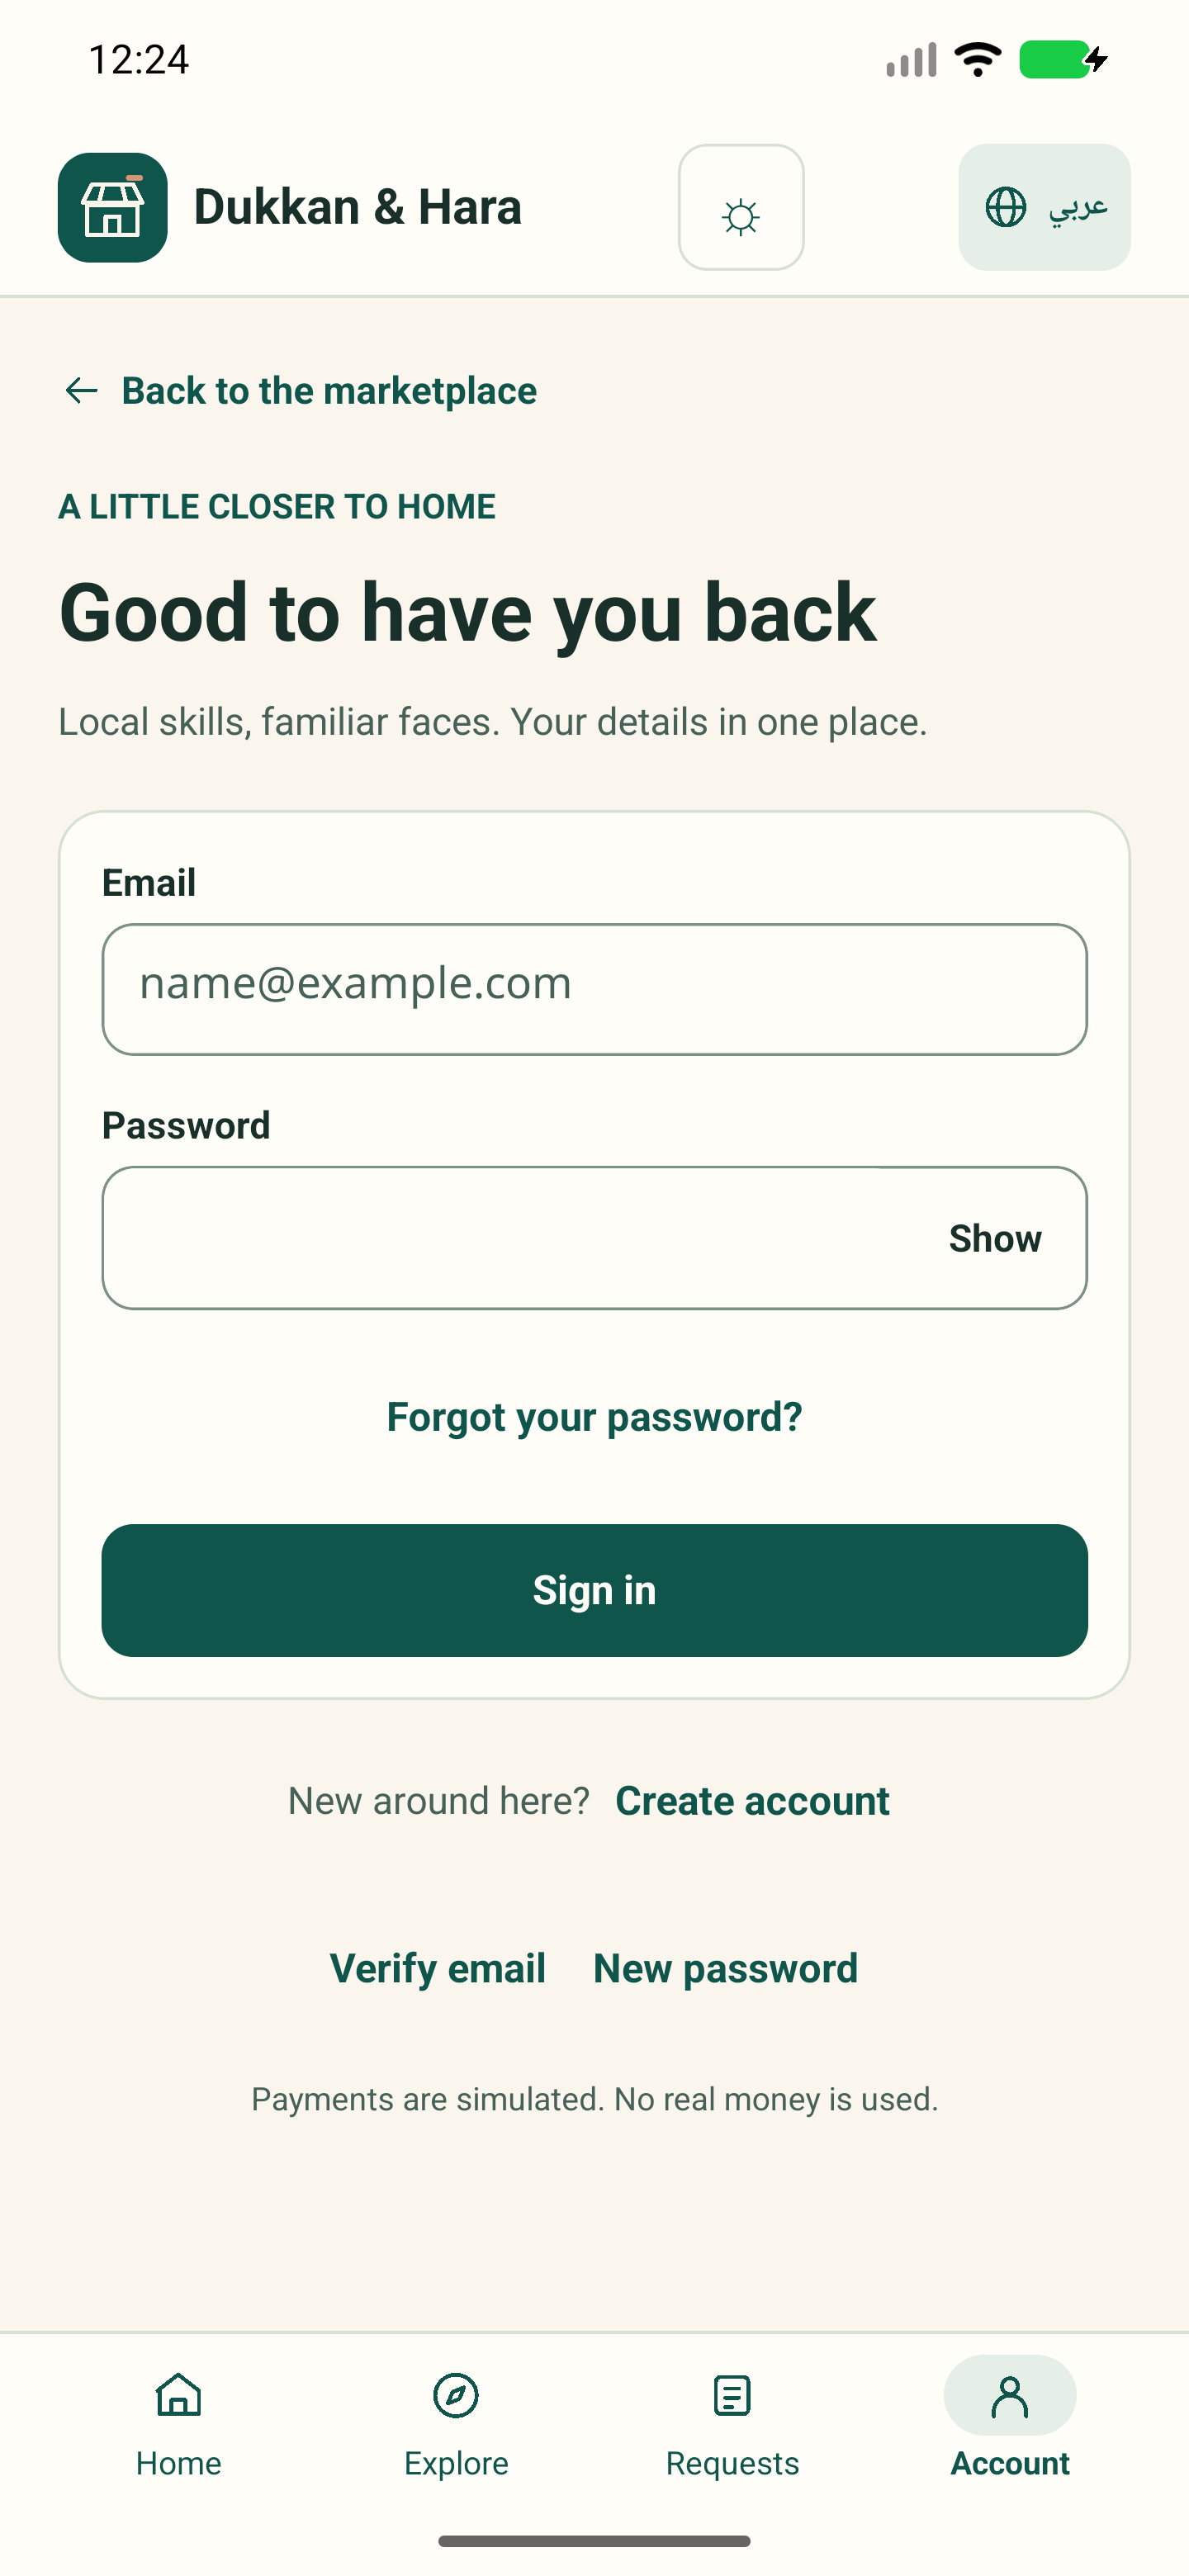 12:24
Dukkan & Hara
عربي
Back to the marketplace
A LITTLE CLOSER TO HOME
Good to have you back
Local skills, familiar faces. Your details in one place.
Email
name@example.com
Password
Show
Forgot your password?
Sign in
New around here? Create account
Verify email New password
Payments are simulated. No real money is used.
Home Explore Requests Account